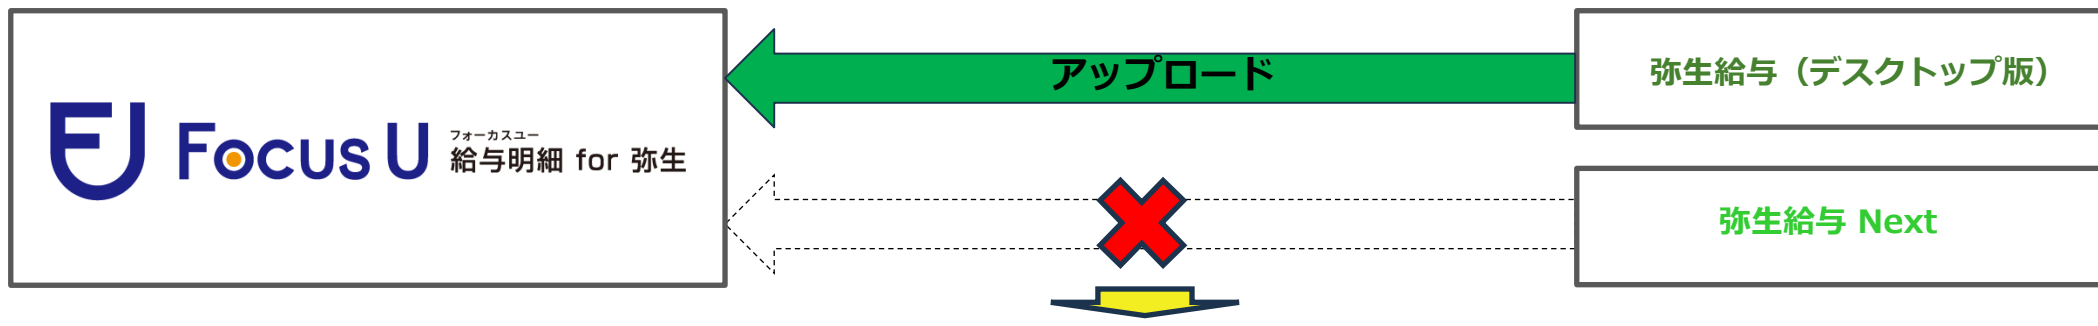 FOCUS U
フォーカスユー
給与明細 for 弥生
アップロード
弥生給与（デスクトップ版）
弥生給与 Next